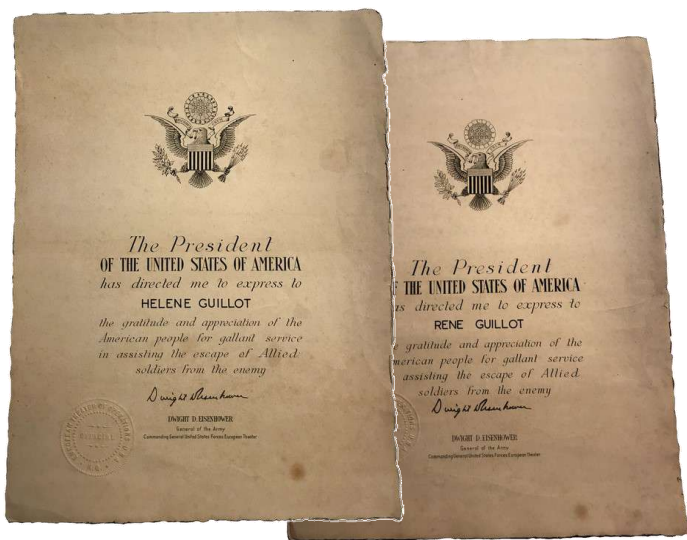 The President
OF THE UNITED STATES OF AMERICA
has directed me to express to
HELENE GUILLOT
the gratitude and appreciation of the
American people for gallant service
in assisting the escape of Allied
soldiers from the enemy
Dwight D Eisenhower
DWIGHT D. EISENHOWER
General of the Army
Commanding General United States Forces European Theater
The President
THE UNITED STATES OF AMERICA
as directed me to express to
RENE GUILLOT
gratitude and appreciation of the
merican people for gallant service
assisting the escape of Allied
soldiers from the enemy
Dwight D Eisenhower
DWIGHT D. EISENHOWER
General of the Army
Commanding General United States Forces European Theater